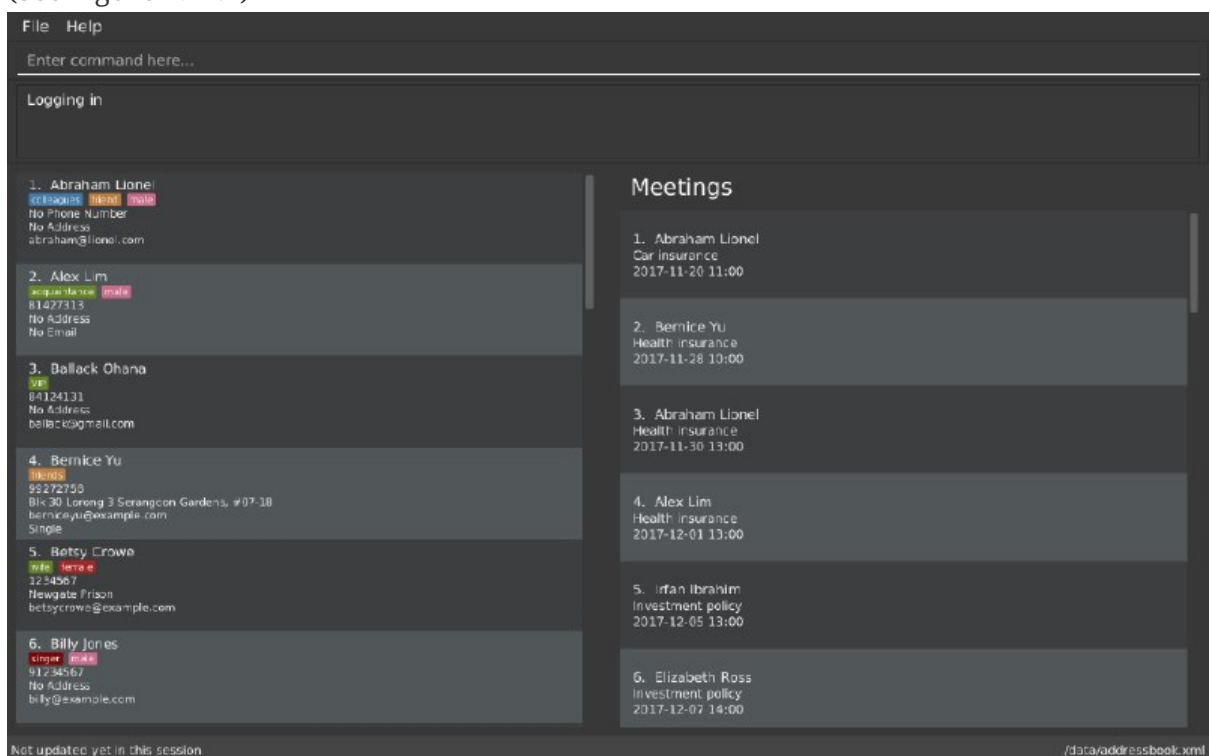 File Help
Enter command here...
Logging in
1. Abraham Lionel
colleagues friend male
No Phone Number
No Address
abraham@lionel.com
2. Alex Lim
acquaintance male
81427313
No Address
No Email
3. Ballack Ohana
VIP
84124131
No Address
ballack@gmail.com
4. Bernice Yu
friends
99272758
Blk 30 Lorong 3 Serangoon Gardens, #07-18
berniceyu@example.com
Single
5. Betsy Crowe
wife female
1234567
Newgate Prison
betsycrowe@example.com
6. Billy Jones
singer male
91234567
No Address
billy@example.com
Meetings
1. Abraham Lionel
Car insurance
2017-11-20 11:00
2. Bernice Yu
Health insurance
2017-11-28 10:00
3. Abraham Lionel
Health insurance
2017-11-30 13:00
4. Alex Lim
Health insurance
2017-12-01 13:00
5. Irfan Ibrahim
Investment policy
2017-12-05 13:00
6. Elizabeth Ross
Investment policy
2017-12-07 14:00
Not updated yet in this session
/data/addressbook.xml